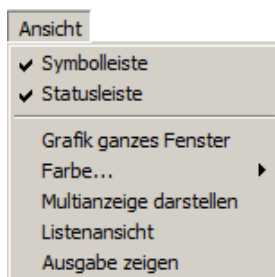 Ansicht
Symbolleiste
Statusleiste
Grafik ganzes Fenster
Farbe...
Multianzeige darstellen
Listenansicht
Ausgabe zeigen